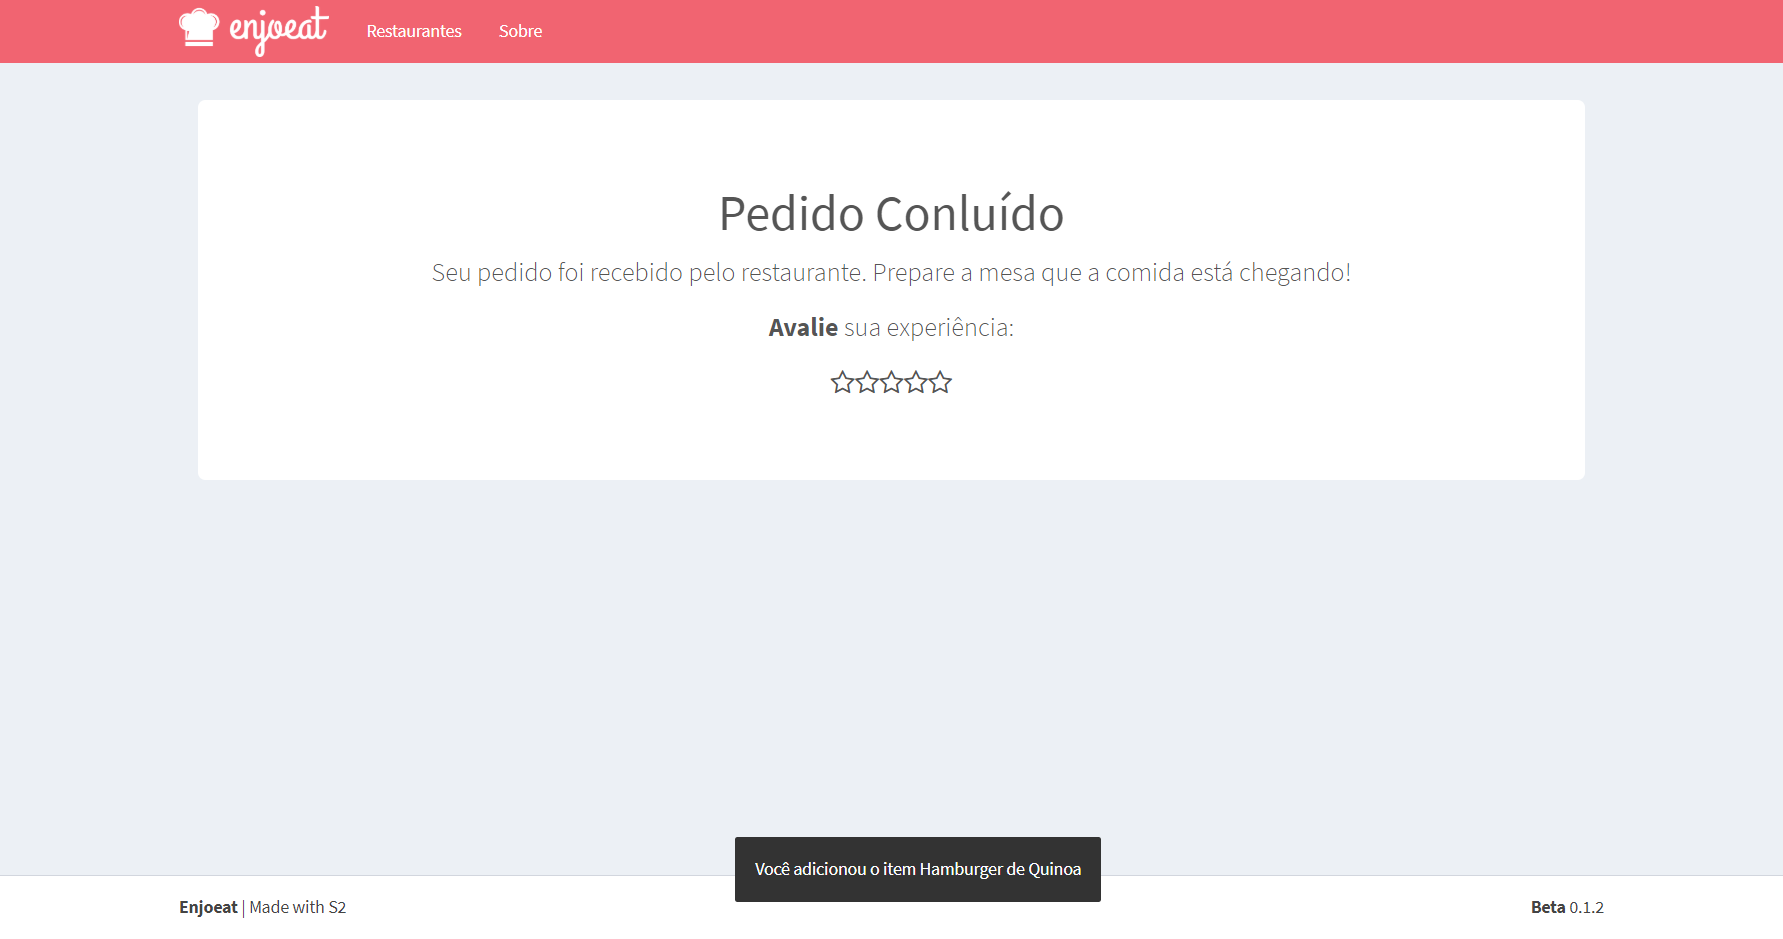 enjoeat
Restaurantes
Sobre
Pedido Conluído
Seu pedido foi recebido pelo restaurante. Prepare a mesa que a comida está chegando!
Avalie sua experiência:
Você adicionou o item Hamburger de Quinoa
Enjoeat | Made with S2
Beta 0.1.2